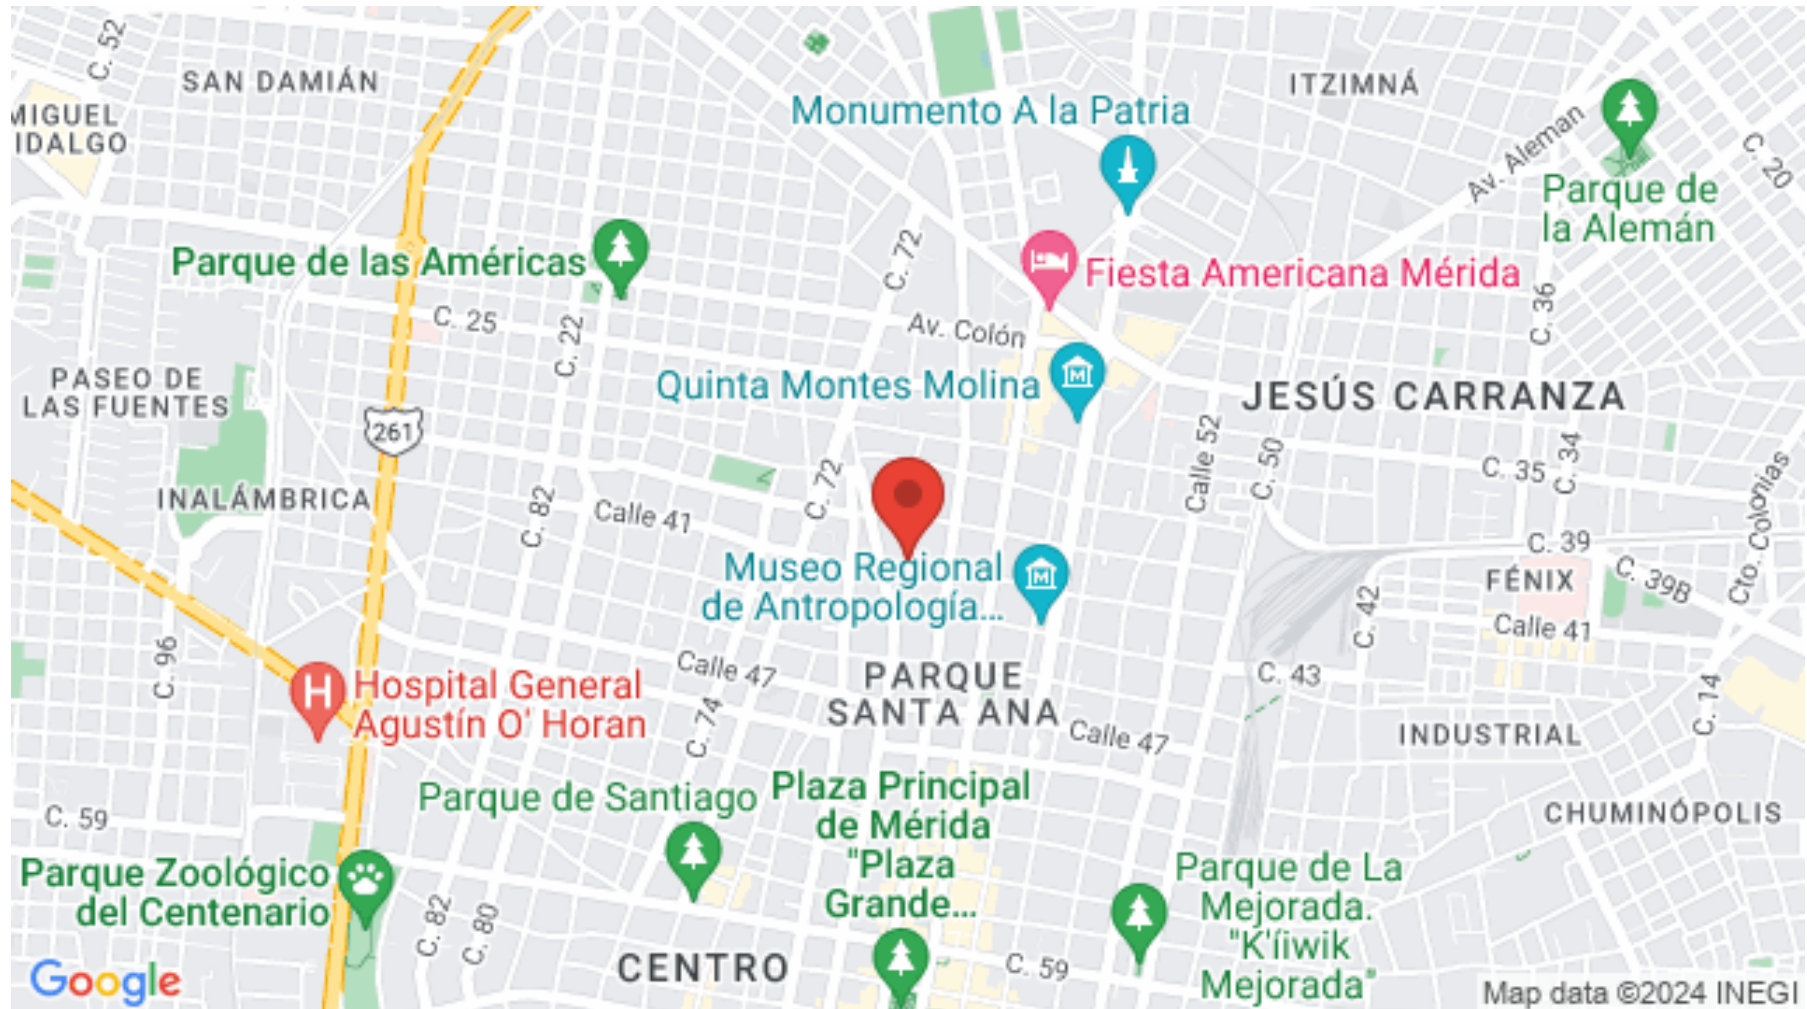 C. 52
SAN DAMIÁN
MIGUEL
IDALGO
Monumento A la Patria
ITZIMNÁ
Av. Aleman
C. 20
Parque de
la Alemán
Parque de las Américas
C. 72
Fiesta Americana Mérida
C. 25
C. 22
Av. Colón
C. 36
PASEO DE
LAS FUENTES
261
Quinta Montes Molina
JESÚS CARRANZA
Calle 52
C. 50
C. 35
C. 34
Cto. Colonias
INALÁMBRICA
C. 82
Calle 41
C. 72
Museo Regional
de Antropología...
C. 39
FÉNIX
C. 39B
C. 42
Calle 41
C. 96
Hospital General
Agustín O' Horan
Calle 47
PARQUE
SANTA ANA
C. 43
C. 14
C. 74
Calle 47
INDUSTRIAL
Parque de Santiago
Plaza Principal
de Mérida
"Plaza
Grande...
C. 59
CHUMINÓPOLIS
Parque Zoológico
del Centenario
C. 82
C. 80
Parque de La
Mejorada.
"K'íiwik
Mejorada"
CENTRO
C. 59
Google
Map data ©2024 INEGI